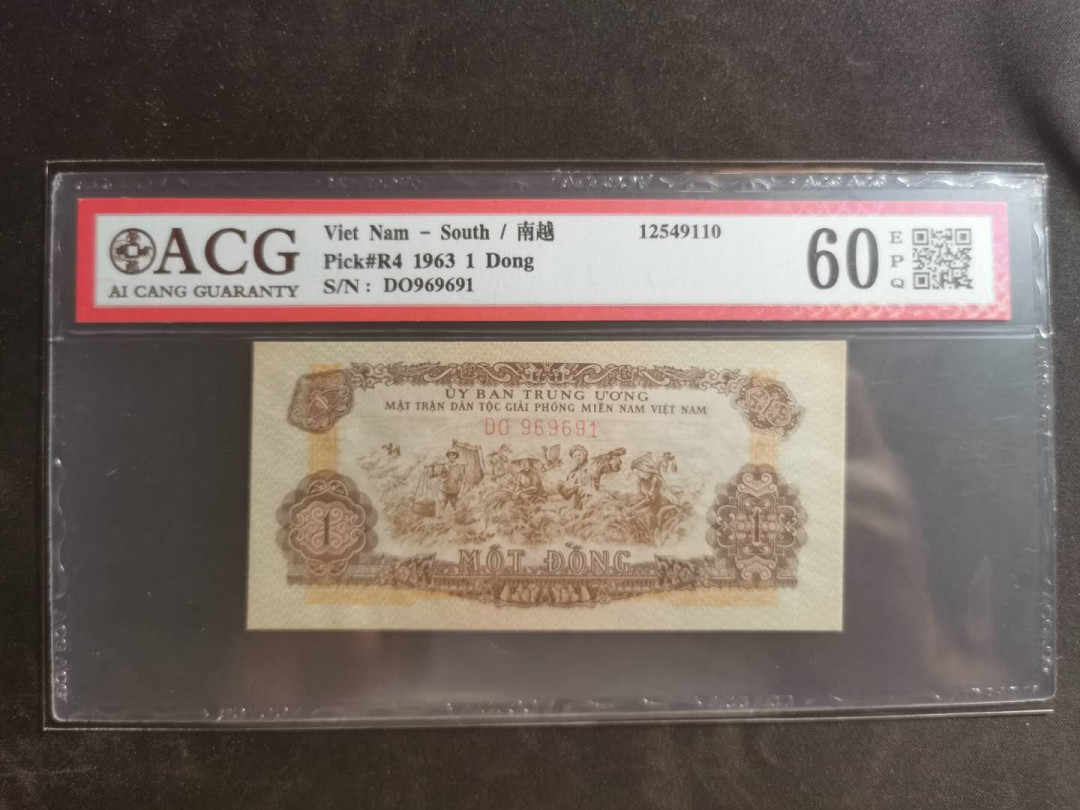 ACG
AI CANG GUARANTY
Viet Nam - South / 南越 12549110
Pick#R4 1963 1 Dong
S/N: DO969691
60
EPQ
ỦY BAN TRUNG ƯƠNG
MẶT TRẬN DÂN TỘC GIẢI PHÓNG MIỀN NAM VIỆT NAM
DO 969691
1 1
MỘT ĐỒNG